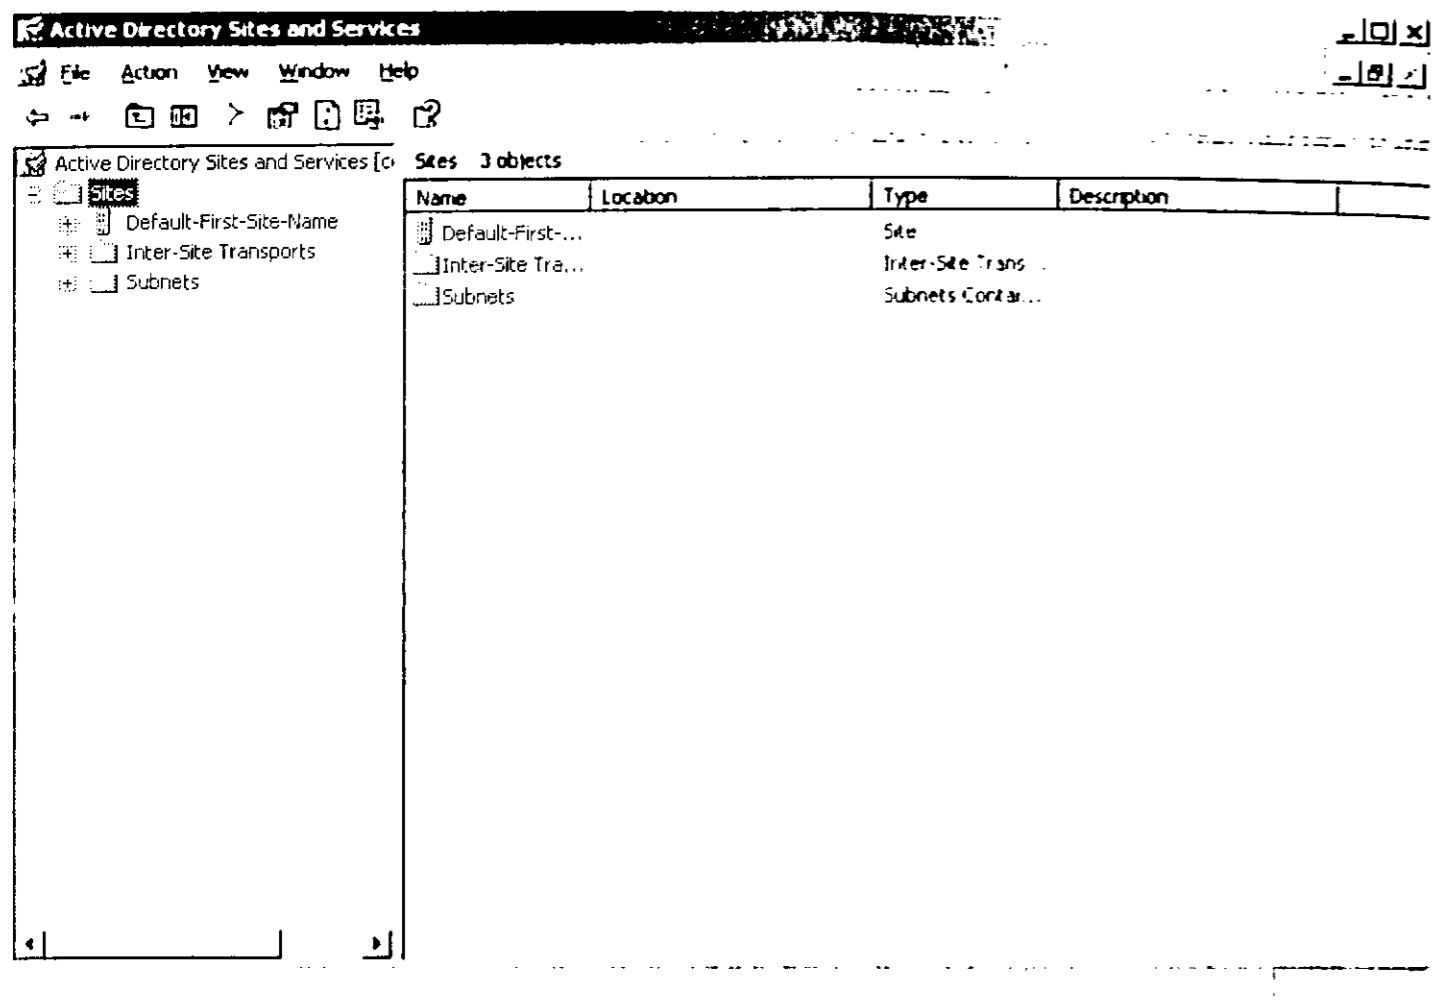 Active Directory Sites and Services
File Action View Window Help
Active Directory Sites and Services [c
Sites 3 objects
Sites
Name Location Type Description
Default-First-Site-Name
Inter-Site Transports
Subnets
Default-First-... Site
Inter-Site Tra... Inter-Site Trans...
Subnets Subnets Contai...